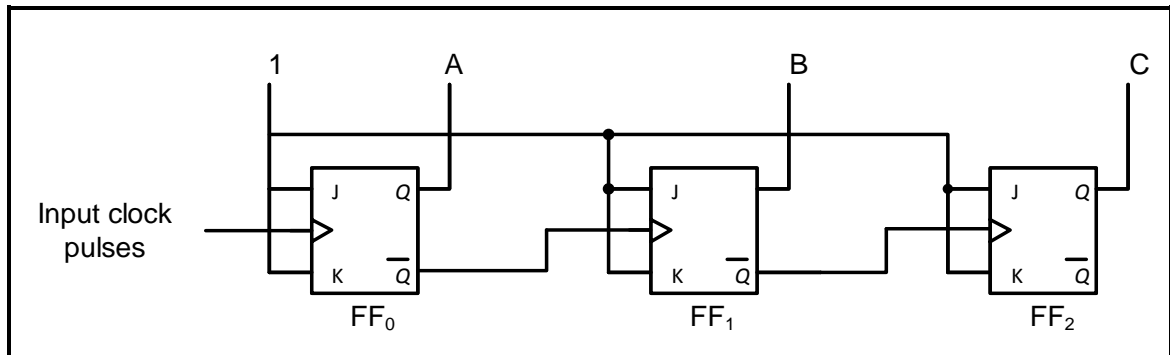 1 A B C
J Q J Q J Q
Input clock
pulses
K Q̅ K Q̅ K Q̅
FF₀ FF₁ FF₂